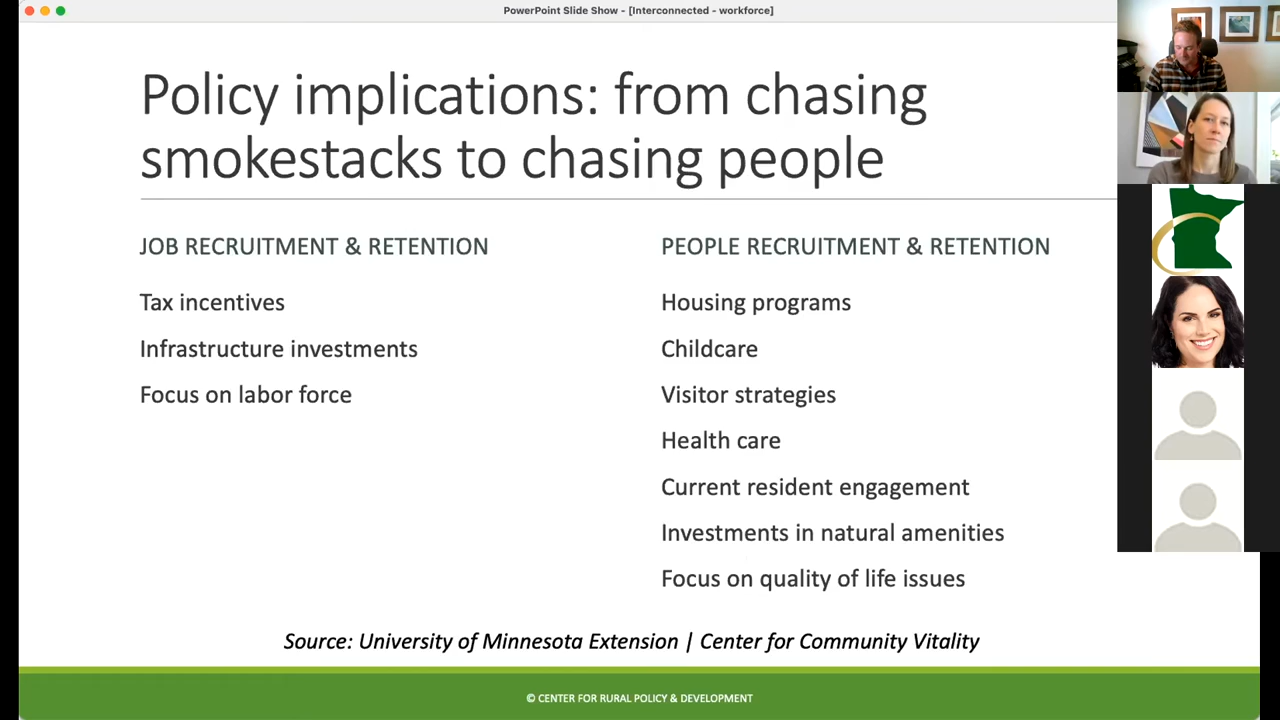 PowerPoint Slide Show - [Interconnected - workforce]
Policy implications: from chasing
smokestacks to chasing people
JOB RECRUITMENT & RETENTION
Tax incentives
Infrastructure investments
Focus on labor force
PEOPLE RECRUITMENT & RETENTION
Housing programs
Childcare
Visitor strategies
Health care
Current resident engagement
Investments in natural amenities
Focus on quality of life issues
Source: University of Minnesota Extension | Center for Community Vitality
© CENTER FOR RURAL POLICY & DEVELOPMENT